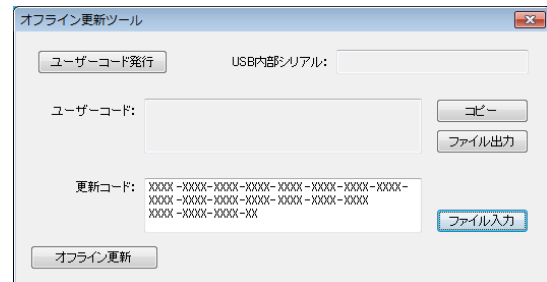 オフライン更新ツール
ユーザーコード発行 USB内部シリアル:
ユーザーコード: コピー
ファイル出力
更新コード: XXXX-XXXX-XXXX-XXXX-XXXX-XXXX-XXXX-XXXX-
XXXX-XXXX-XXXX-XXXX-XXXX-XXXX-XXXX
XXXX-XXXX-XXXX-XX
ファイル入力
オフライン更新